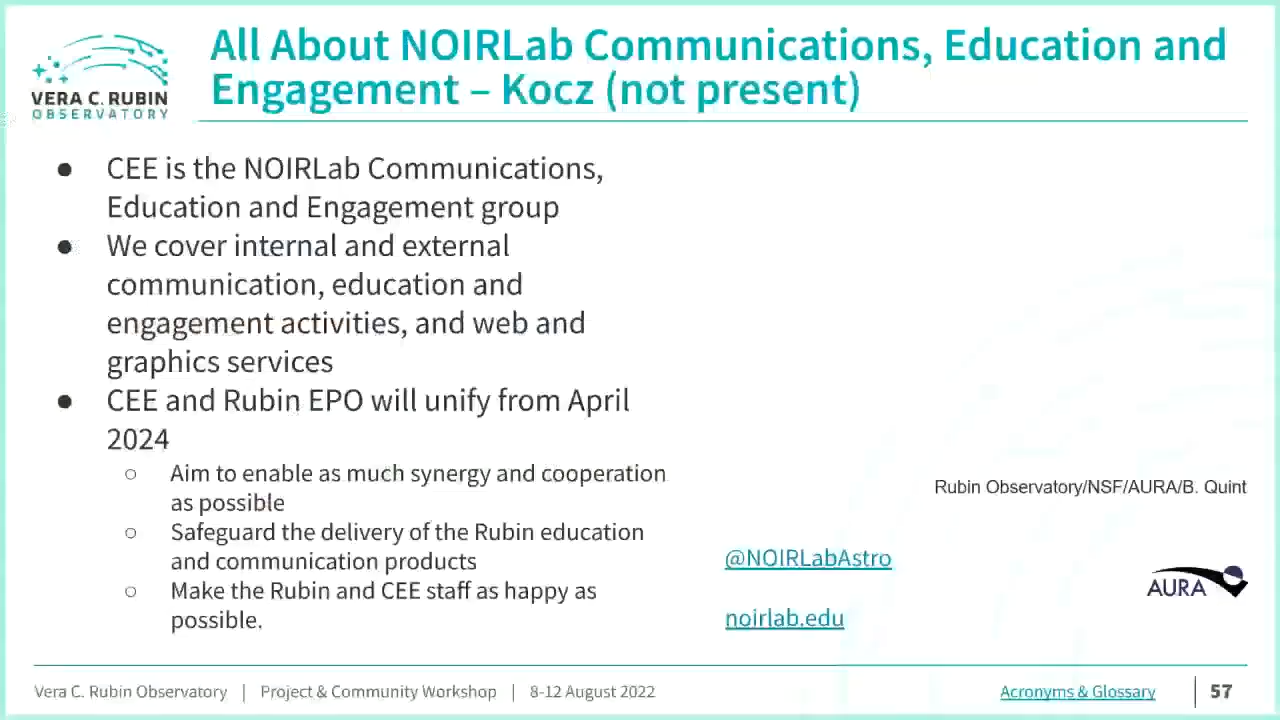 All About NOIRLab Communications, Education and
Engagement – Kocz (not present)
VERA C. RUBIN
OBSERVATORY
● CEE is the NOIRLab Communications,
Education and Engagement group
● We cover internal and external
communication, education and
engagement activities, and web and
graphics services
● CEE and Rubin EPO will unify from April
2024
○ Aim to enable as much synergy and cooperation
as possible
○ Safeguard the delivery of the Rubin education
and communication products
○ Make the Rubin and CEE staff as happy as
possible.
Rubin Observatory/NSF/AURA/B. Quint
@NOIRLabAstro
noirlab.edu
AURA
Vera C. Rubin Observatory | Project & Community Workshop | 8-12 August 2022
Acronyms & Glossary | 57